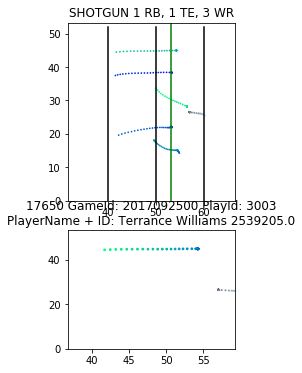 SHOTGUN 1 RB, 1 TE, 3 WR
50
40
30
20
10
0
40 50 60
17650 GameId: 2017092500 PlayId: 3003
PlayerName + ID: Terrance Williams 2539205.0
40
20
0
40 45 50 55